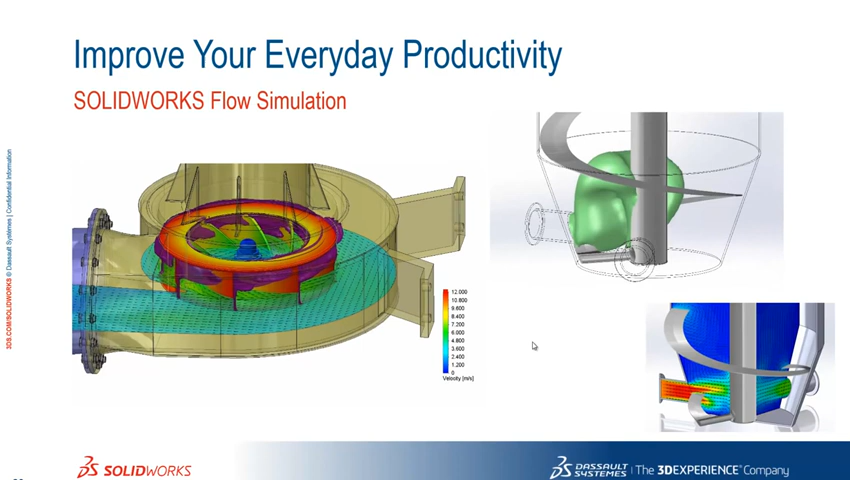 Improve Your Everyday Productivity
SOLIDWORKS Flow Simulation
3DS.COM/SOLIDWORKS © Dassault Systèmes | Confidential Information
12.000
10.800
9.600
8.400
7.200
6.000
4.800
3.600
2.400
1.200
0
Velocity [m/s]
SOLIDWORKS
DASSAULT
SYSTEMES
The 3DEXPERIENCE® Company